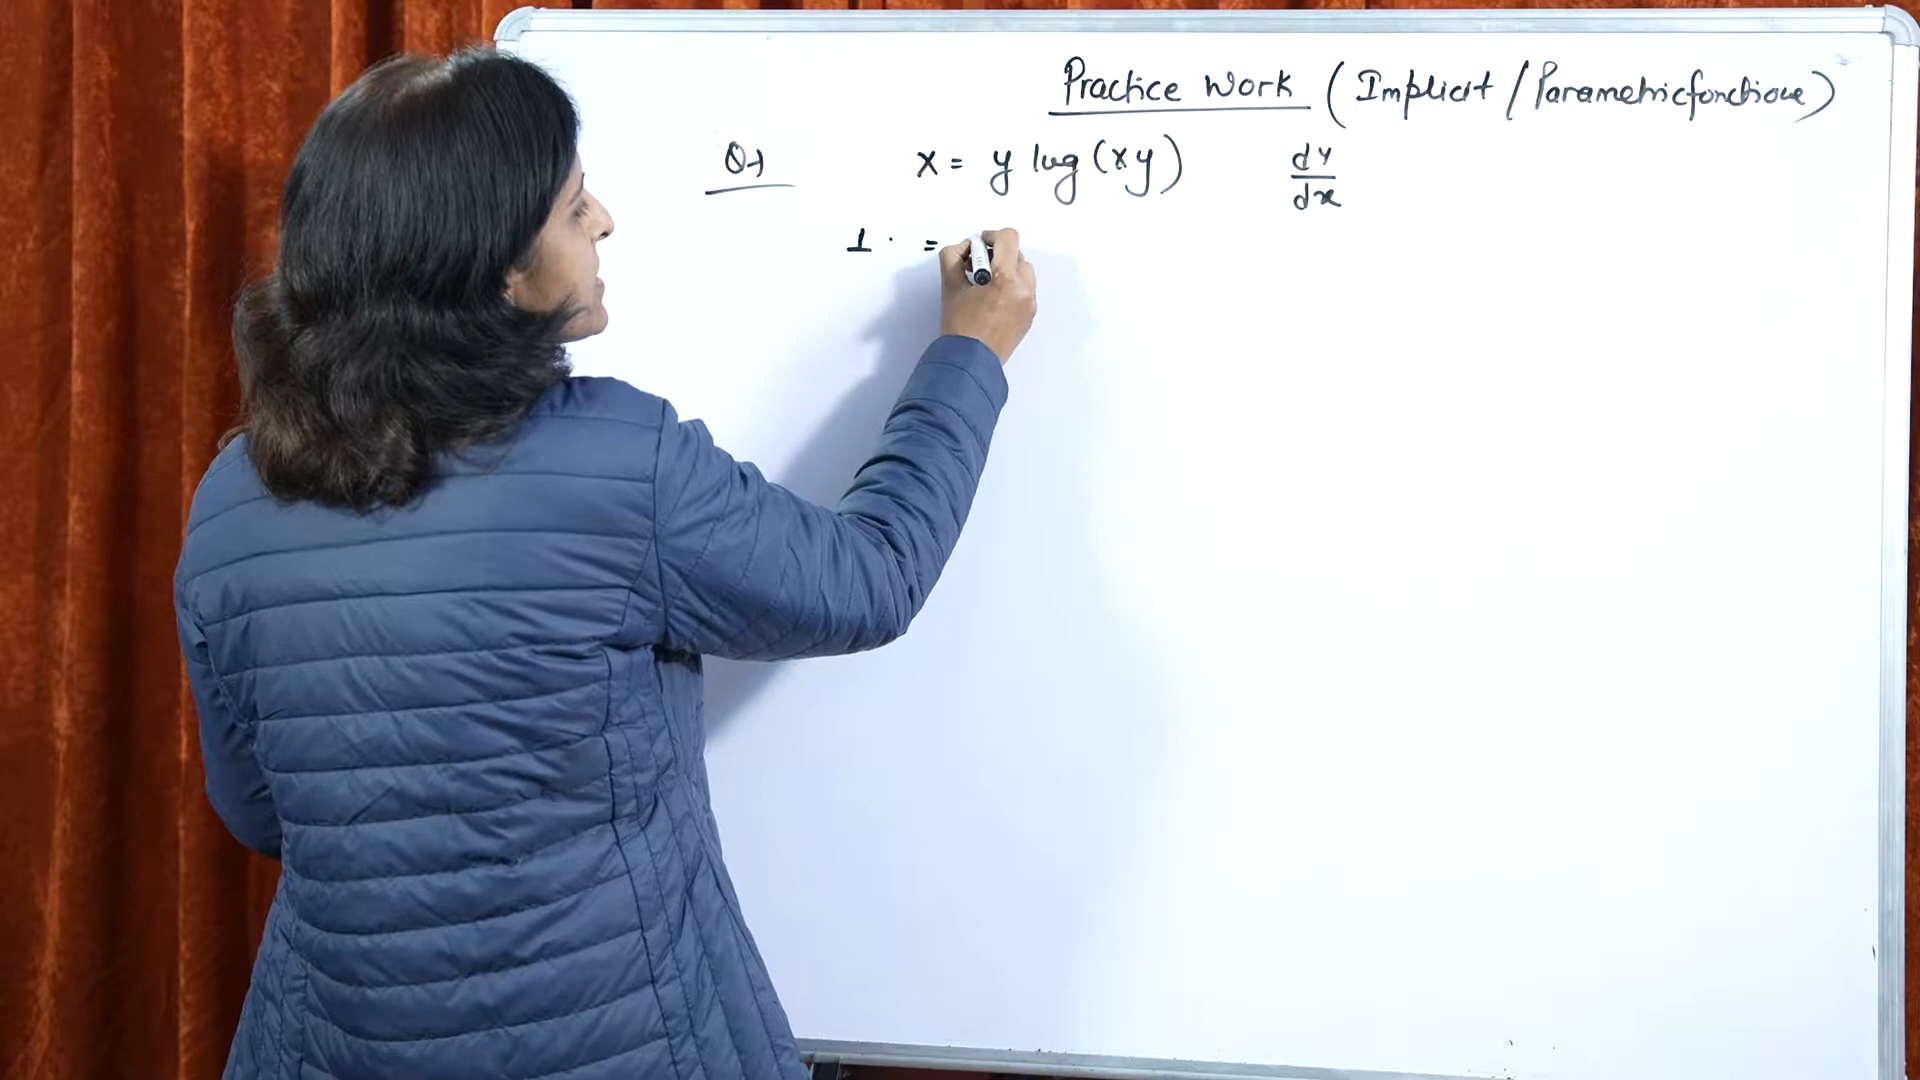 Practice Work (Implicit / Parametric functions)
Q1 x = y log (xy) dy/dx
1 · =